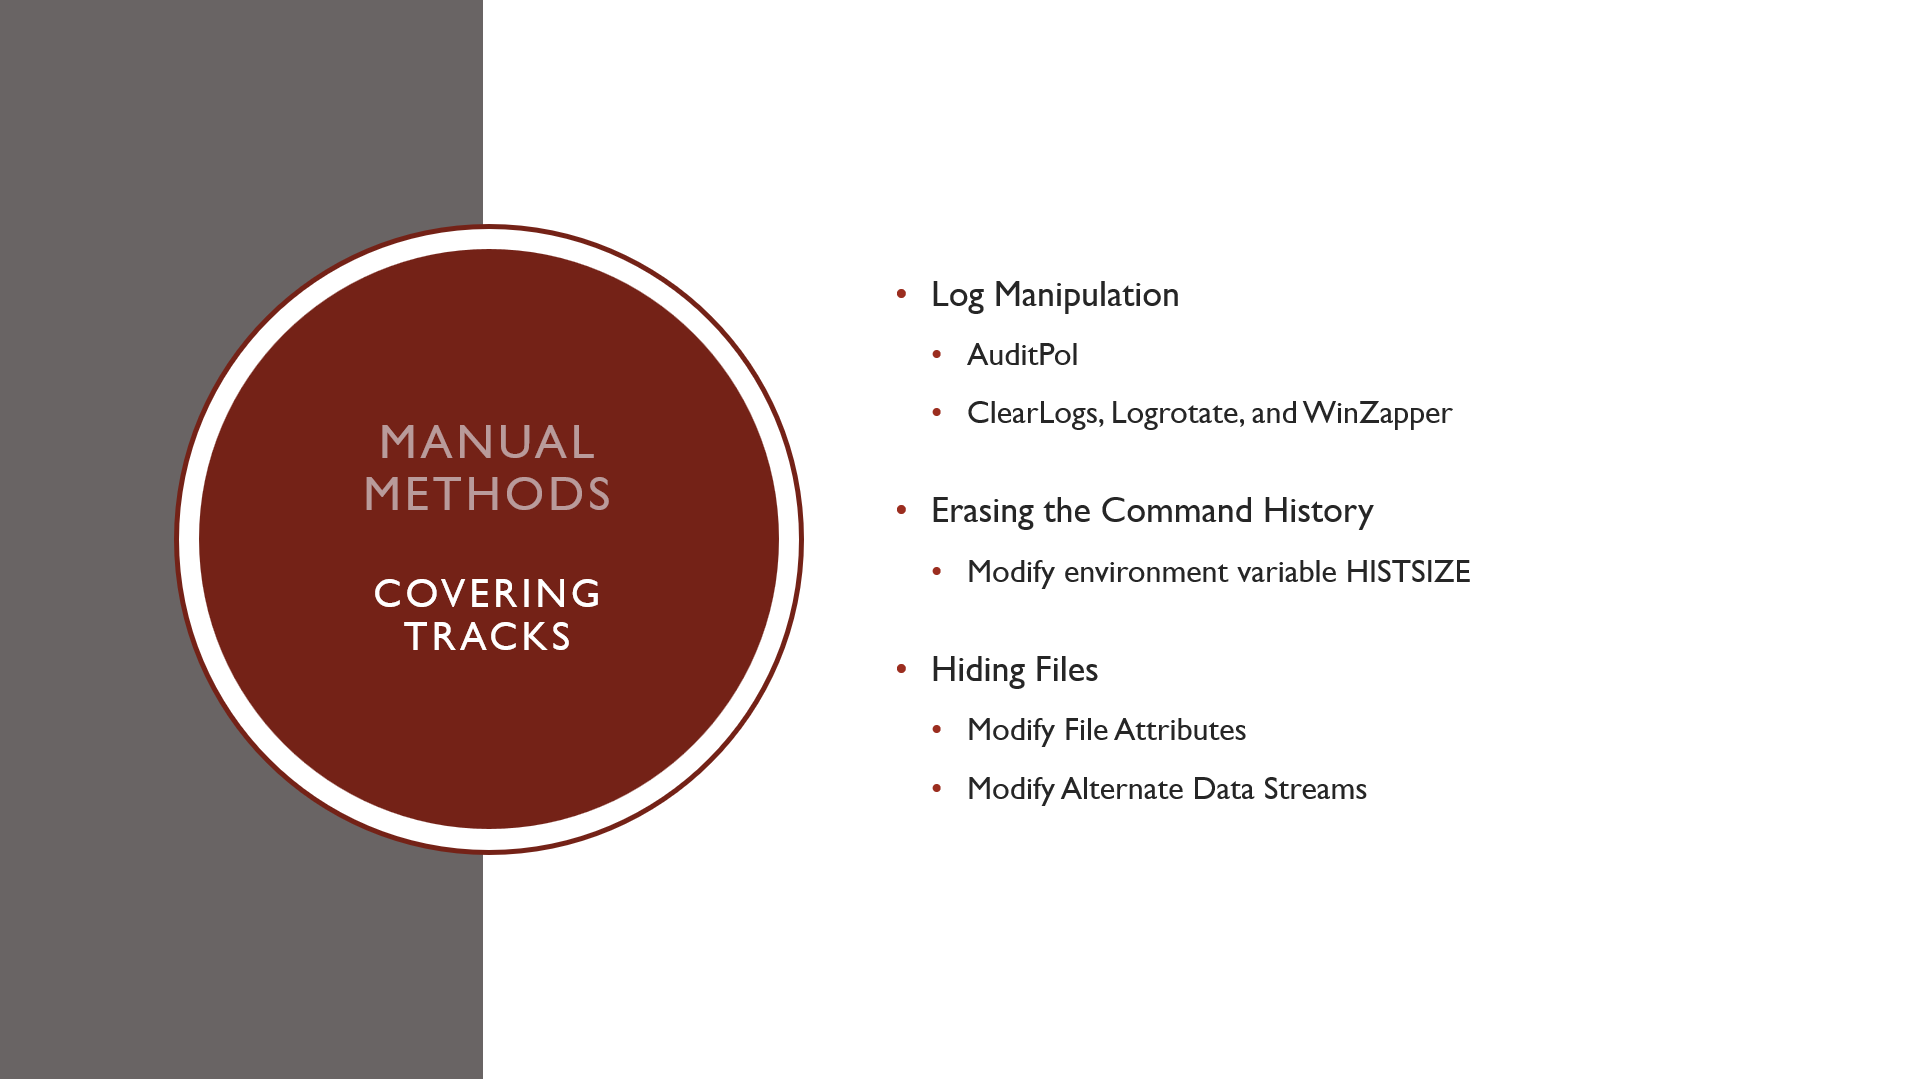 MANUAL
METHODS
COVERING
TRACKS
• Log Manipulation
• AuditPol
• ClearLogs, Logrotate, and WinZapper
• Erasing the Command History
• Modify environment variable HISTSIZE
• Hiding Files
• Modify File Attributes
• Modify Alternate Data Streams